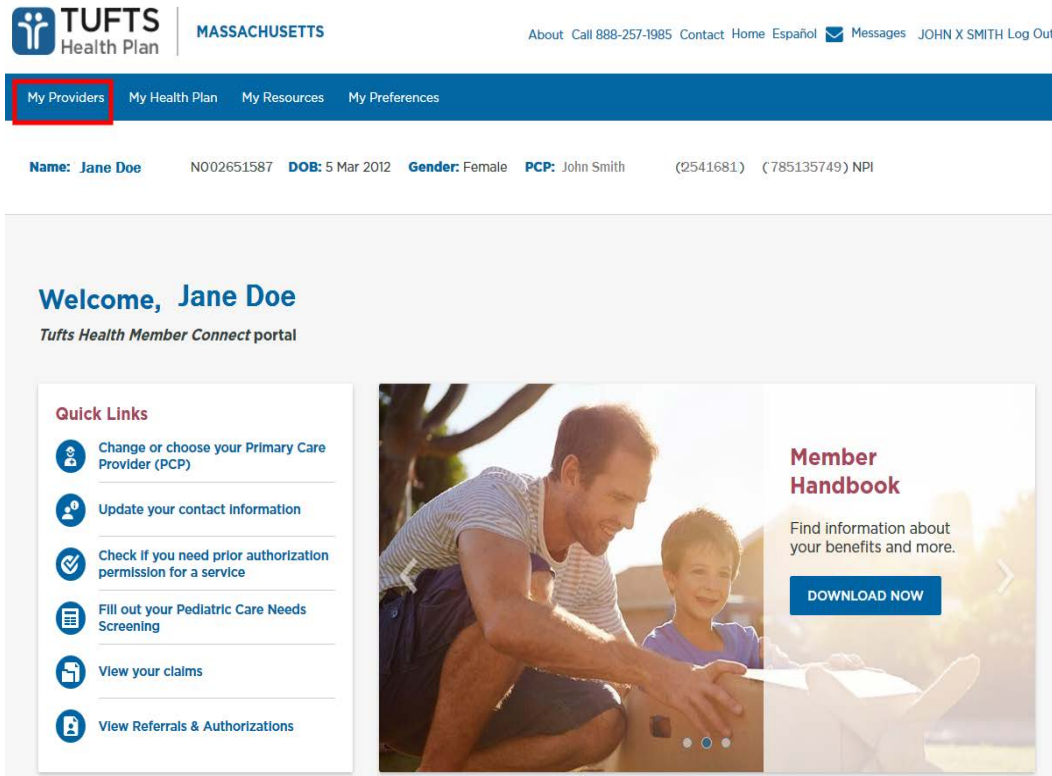 TUFTS
Health Plan
MASSACHUSETTS
About Call 888-257-1985 Contact Home Español Messages JOHN X SMITH Log Out
My Providers My Health Plan My Resources My Preferences
Name: Jane Doe N002651587 DOB: 5 Mar 2012 Gender: Female PCP: John Smith (2541681) (785135749) NPI
Welcome, Jane Doe
Tufts Health Member Connect portal
Quick Links
Change or choose your Primary Care
Provider (PCP)
Update your contact information
Check if you need prior authorization
permission for a service
Fill out your Pediatric Care Needs
Screening
View your claims
View Referrals & Authorizations
Member
Handbook
Find information about
your benefits and more.
DOWNLOAD NOW